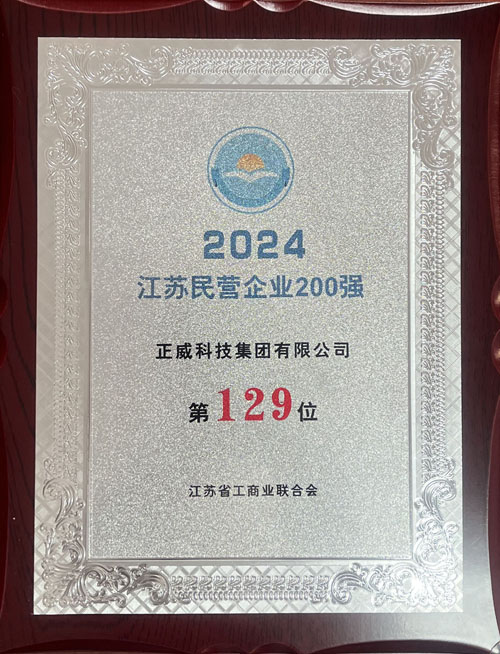 2024
江苏民营企业200强
正威科技集团有限公司
第129位
江苏省工商业联合会